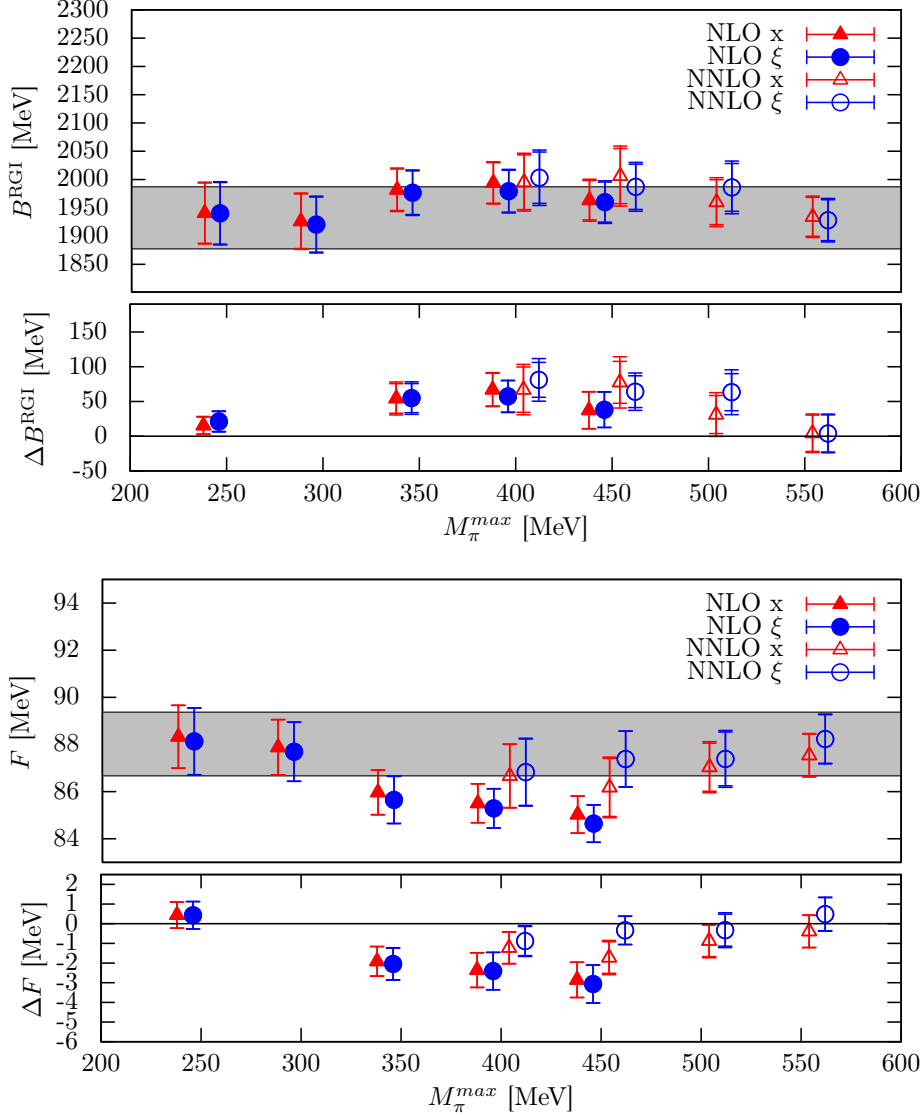 2300
2250
2200
2150
2100
2050
2000
1950
1900
1850
B^RGI [MeV]
NLO x
NLO ξ
NNLO x
NNLO ξ
150
100
50
0
-50
ΔB^RGI [MeV]
200 250 300 350 400 450 500 550 600
M_π^max [MeV]
94
92
90
88
86
84
F [MeV]
NLO x
NLO ξ
NNLO x
NNLO ξ
2
1
0
-1
-2
-3
-4
-5
-6
ΔF [MeV]
200 250 300 350 400 450 500 550 600
M_π^max [MeV]